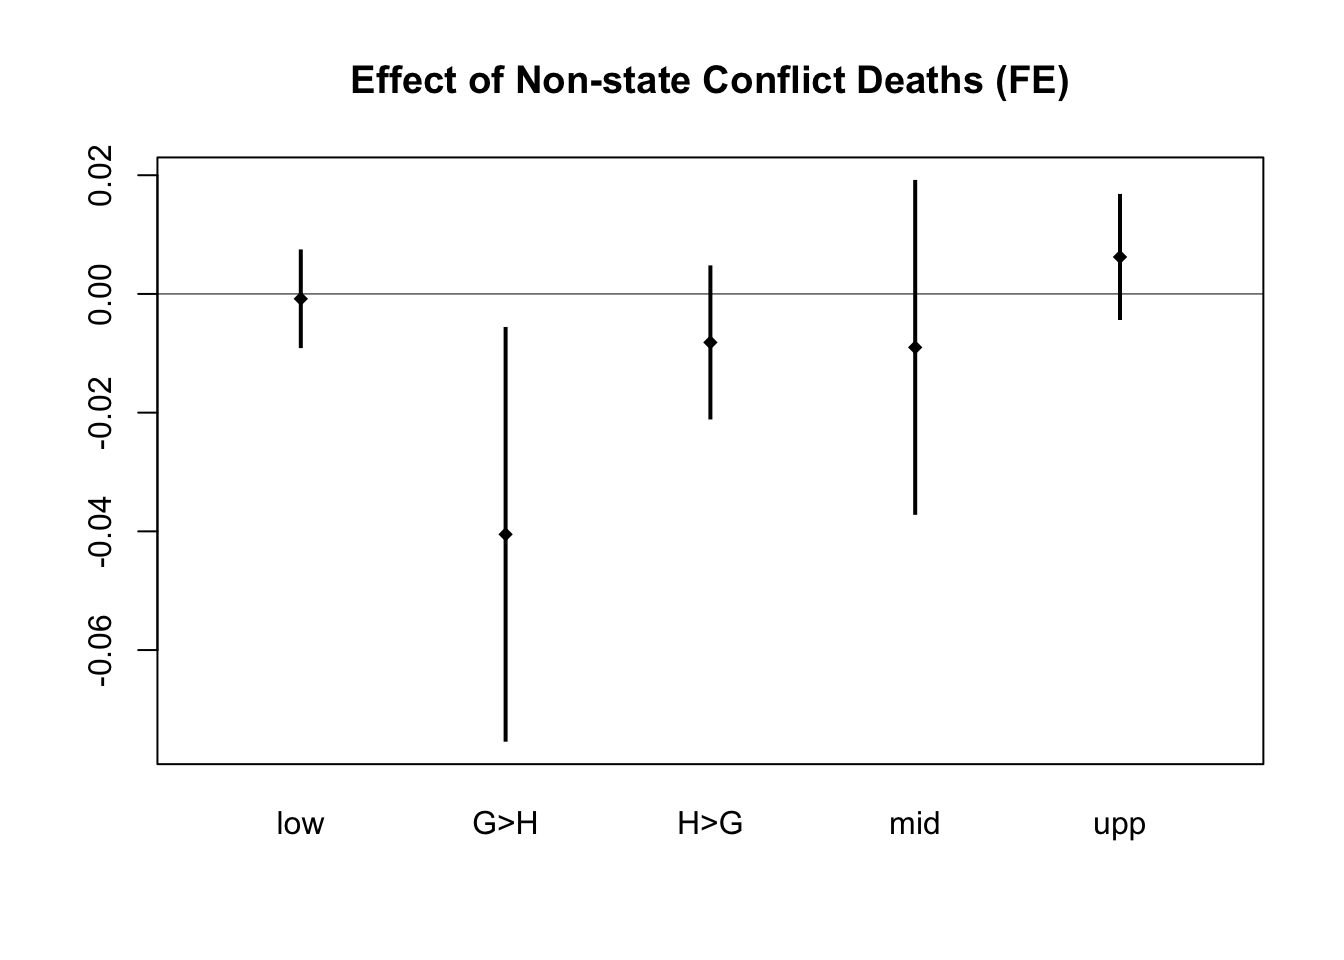 Effect of Non-state Conflict Deaths (FE)
0.02
0.00
-0.02
-0.04
-0.06
low G>H H>G mid upp